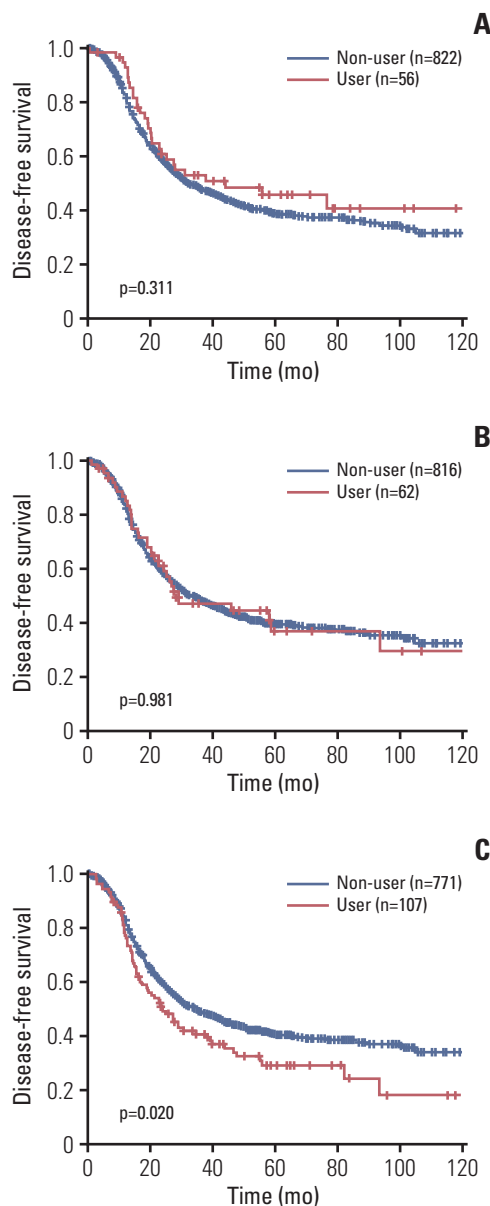 A
1.0
0.8
0.6
0.4
0.2
0
Disease-free survival
Non-user (n=822)
User (n=56)
p=0.311
0 20 40 60 80 100 120
Time (mo)
B
1.0
0.8
0.6
0.4
0.2
0
Disease-free survival
Non-user (n=816)
User (n=62)
p=0.981
0 20 40 60 80 100 120
Time (mo)
C
1.0
0.8
0.6
0.4
0.2
0
Disease-free survival
Non-user (n=771)
User (n=107)
p=0.020
0 20 40 60 80 100 120
Time (mo)